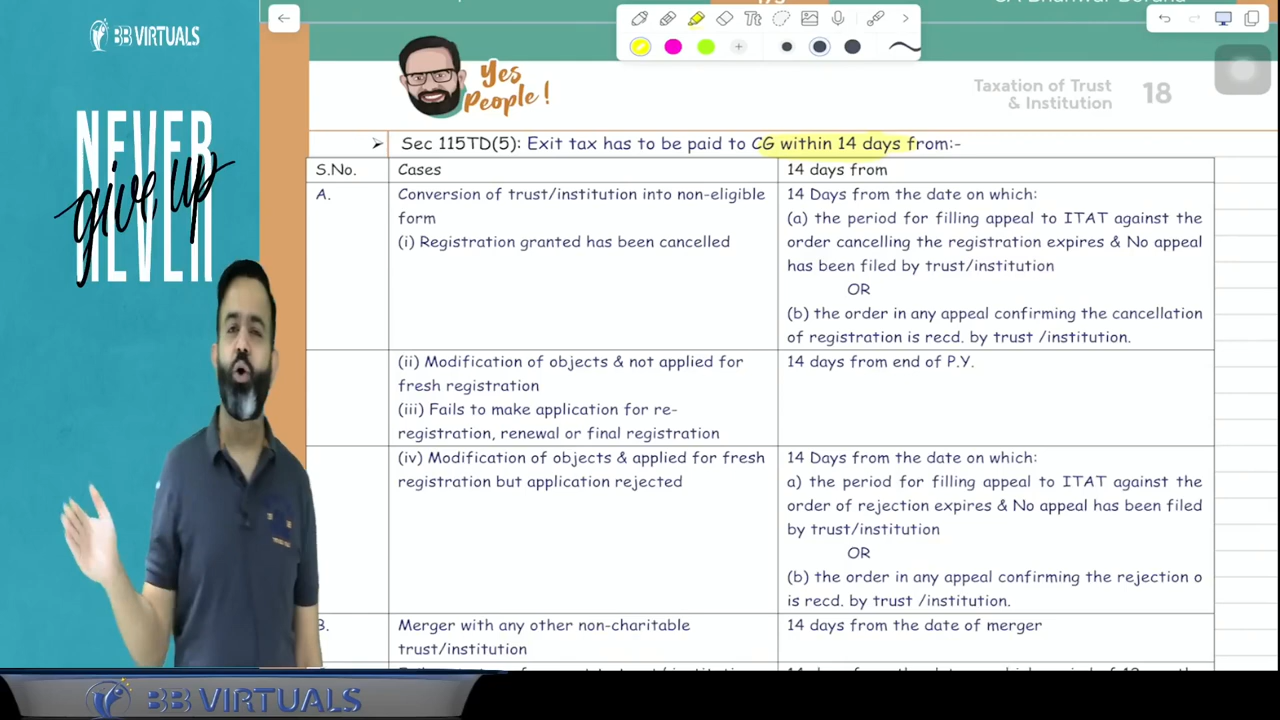 BB VIRTUALS
NEVER
give up
NEVER
Yes
People!
Taxation of Trust
& Institution
18
➤ Sec 115TD(5): Exit tax has to be paid to CG within 14 days from:-
S.No. Cases 14 days from
A. Conversion of trust/institution into non-eligible
form
(i) Registration granted has been cancelled
14 Days from the date on which:
(a) the period for filling appeal to ITAT against the
order cancelling the registration expires & No appeal
has been filed by trust/institution
OR
(b) the order in any appeal confirming the cancellation
of registration is recd. by trust /institution.
(ii) Modification of objects & not applied for
fresh registration
(iii) Fails to make application for re-
registration, renewal or final registration
14 days from end of P.Y.
(iv) Modification of objects & applied for fresh
registration but application rejected
14 Days from the date on which:
a) the period for filling appeal to ITAT against the
order of rejection expires & No appeal has been filed
by trust/institution
OR
(b) the order in any appeal confirming the rejection o
is recd. by trust /institution.
B. Merger with any other non-charitable
trust/institution
14 days from the date of merger
BB VIRTUALS